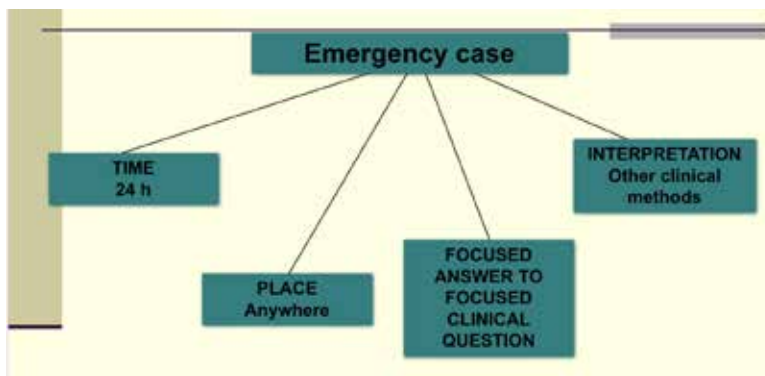 Emergency case
TIME
24 h
INTERPRETATION
Other clinical
methods
PLACE
Anywhere
FOCUSED
ANSWER TO
FOCUSED
CLINICAL
QUESTION